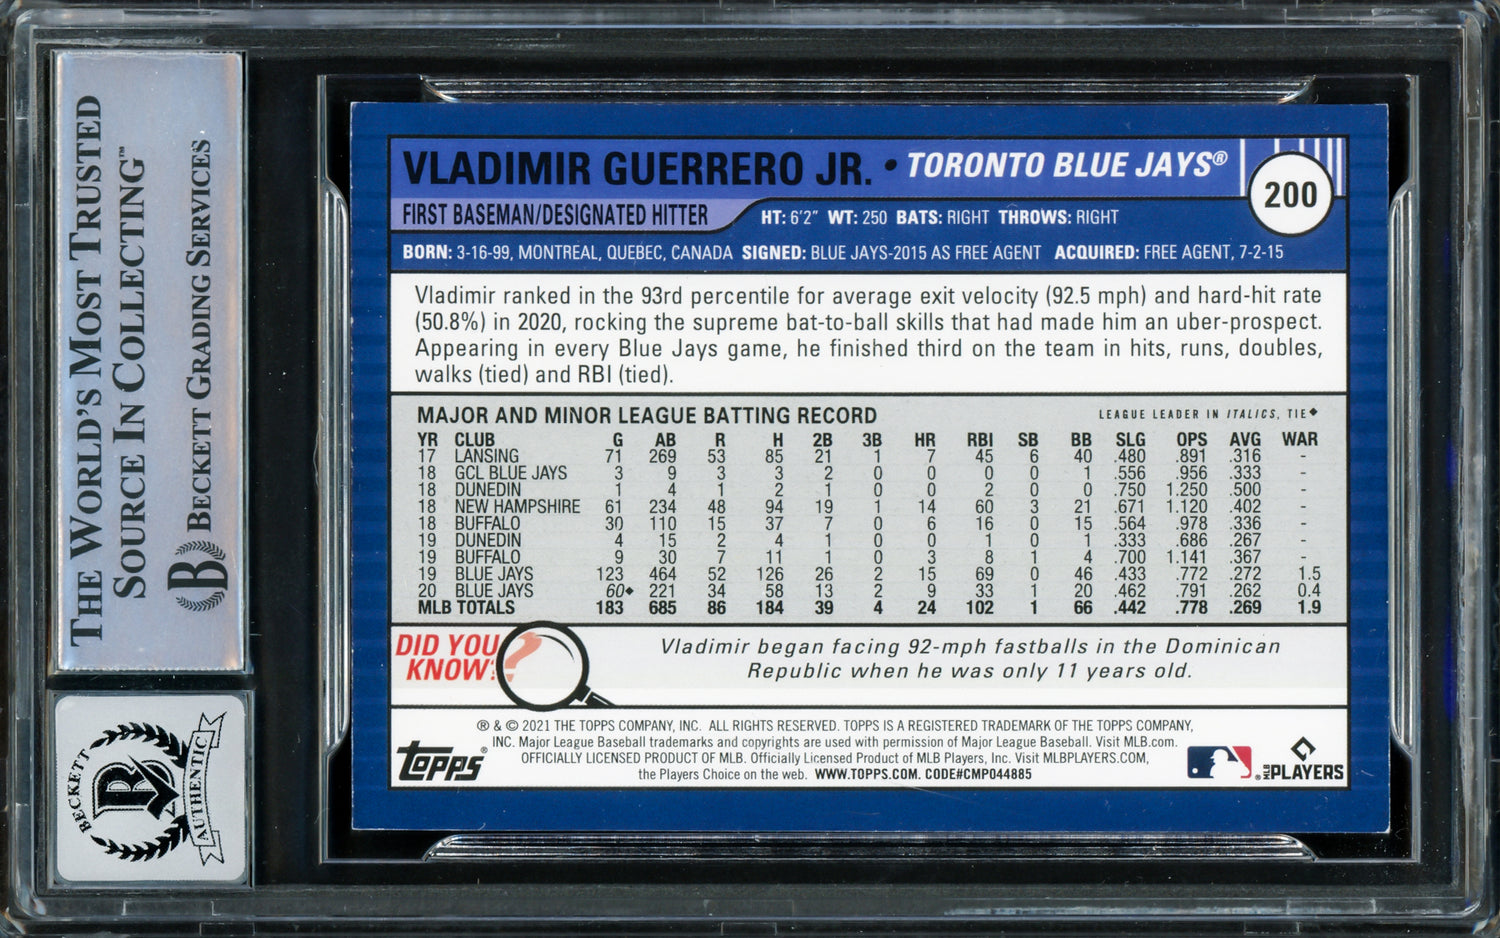 THE WORLD'S MOST TRUSTED
SOURCE IN COLLECTING™
BECKETT GRADING SERVICES
B
BECKETT
B
AUTHENTIC
VLADIMIR GUERRERO JR. • TORONTO BLUE JAYS®
200
FIRST BASEMAN/DESIGNATED HITTER HT: 6'2" WT: 250 BATS: RIGHT THROWS: RIGHT
BORN: 3-16-99, MONTREAL, QUEBEC, CANADA SIGNED: BLUE JAYS-2015 AS FREE AGENT ACQUIRED: FREE AGENT, 7-2-15
Vladimir ranked in the 93rd percentile for average exit velocity (92.5 mph) and hard-hit rate
(50.8%) in 2020, rocking the supreme bat-to-ball skills that had made him an uber-prospect.
Appearing in every Blue Jays game, he finished third on the team in hits, runs, doubles,
walks (tied) and RBI (tied).
MAJOR AND MINOR LEAGUE BATTING RECORD LEAGUE LEADER IN ITALICS, TIE◆
YR CLUB G AB R H 2B 3B HR RBI SB BB SLG OPS AVG WAR
17 LANSING 71 269 53 85 21 1 7 45 6 40 .480 .891 .316 -
18 GCL BLUE JAYS 3 9 3 3 2 0 0 0 0 1 .556 .956 .333 -
18 DUNEDIN 1 4 1 2 1 0 0 2 0 0 .750 1.250 .500 -
18 NEW HAMPSHIRE 61 234 48 94 19 1 14 60 3 21 .671 1.120 .402 -
18 BUFFALO 30 110 15 37 7 0 6 16 0 15 .564 .978 .336 -
19 DUNEDIN 4 15 2 4 1 0 0 1 0 1 .333 .686 .267 -
19 BUFFALO 9 30 7 11 1 0 3 8 1 4 .700 1.141 .367 -
19 BLUE JAYS 123 464 52 126 26 2 15 69 0 46 .433 .772 .272 1.5
20 BLUE JAYS 60◆ 221 34 58 13 2 9 33 1 20 .462 .791 .262 0.4
MLB TOTALS 183 685 86 184 39 4 24 102 1 66 .442 .778 .269 1.9
DID YOU
KNOW?
Vladimir began facing 92-mph fastballs in the Dominican
Republic when he was only 11 years old.
® & © 2021 THE TOPPS COMPANY, INC. ALL RIGHTS RESERVED. TOPPS IS A REGISTERED TRADEMARK OF THE TOPPS COMPANY,
INC. Major League Baseball trademarks and copyrights are used with permission of Major League Baseball. Visit MLB.com.
OFFICIALLY LICENSED PRODUCT OF MLB. Officially Licensed Product of MLB Players, Inc. Visit MLBPLAYERS.COM,
the Players Choice on the web. WWW.TOPPS.COM. CODE#CMP044885
Topps®
MLB PLAYERS